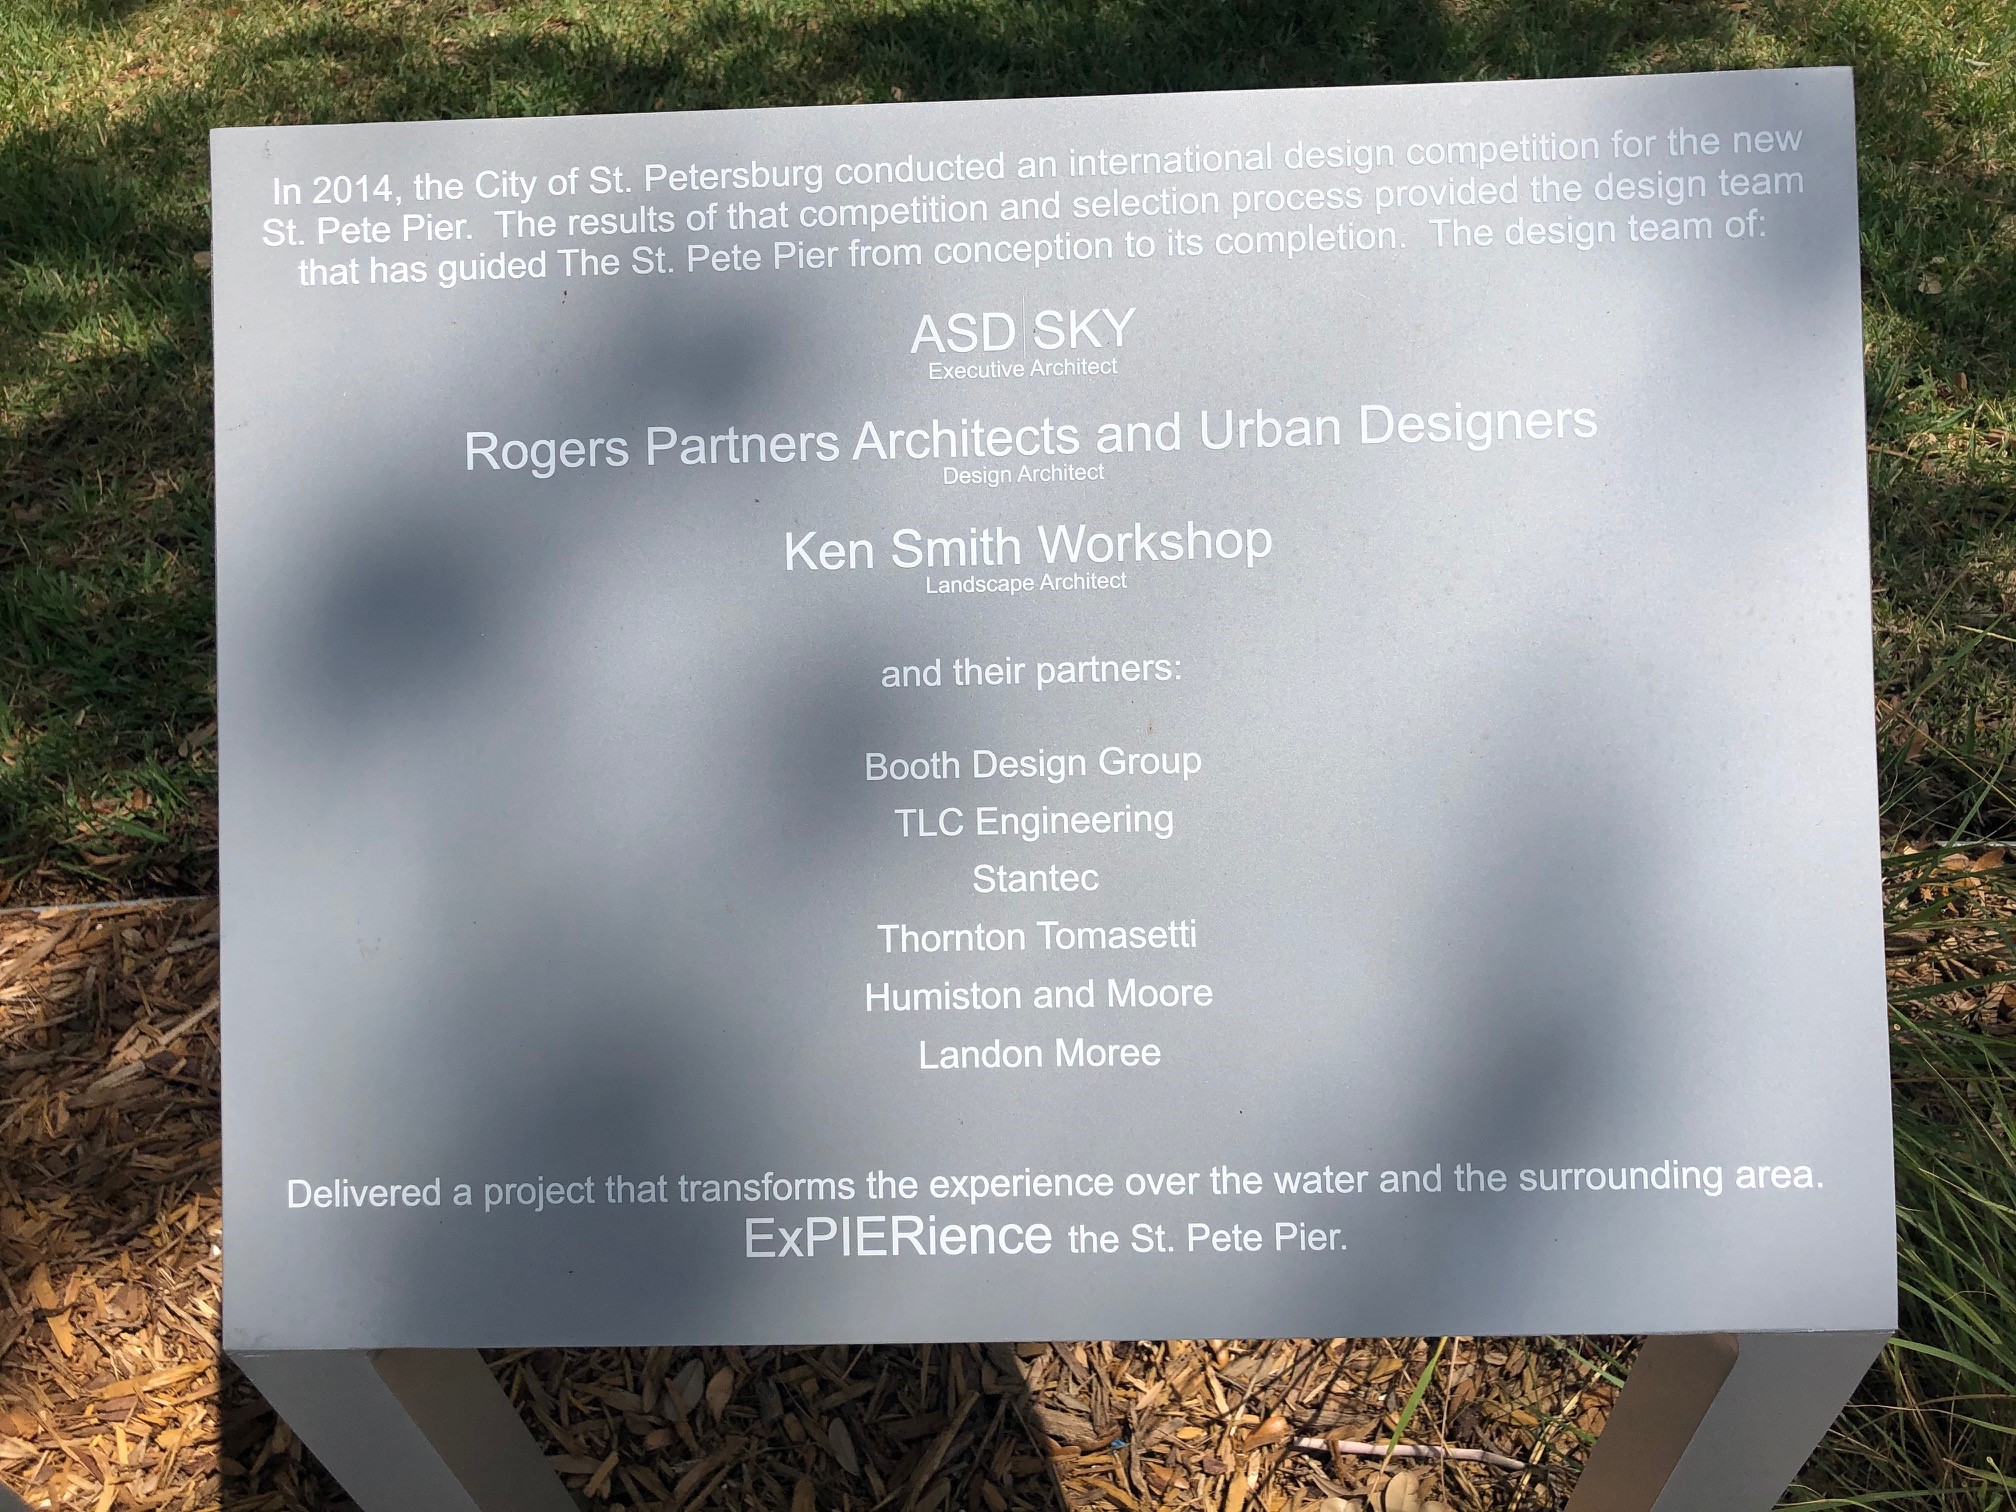 In 2014, the City of St. Petersburg conducted an international design competition for the new
St. Pete Pier.  The results of that competition and selection process provided the design team
that has guided The St. Pete Pier from conception to its completion.  The design team of:
ASD|SKY
Executive Architect
Rogers Partners Architects and Urban Designers
Design Architect
Ken Smith Workshop
Landscape Architect
and their partners:
Booth Design Group
TLC Engineering
Stantec
Thornton Tomasetti
Humiston and Moore
Landon Moree
Delivered a project that transforms the experience over the water and the surrounding area.
ExPIERience the St. Pete Pier.